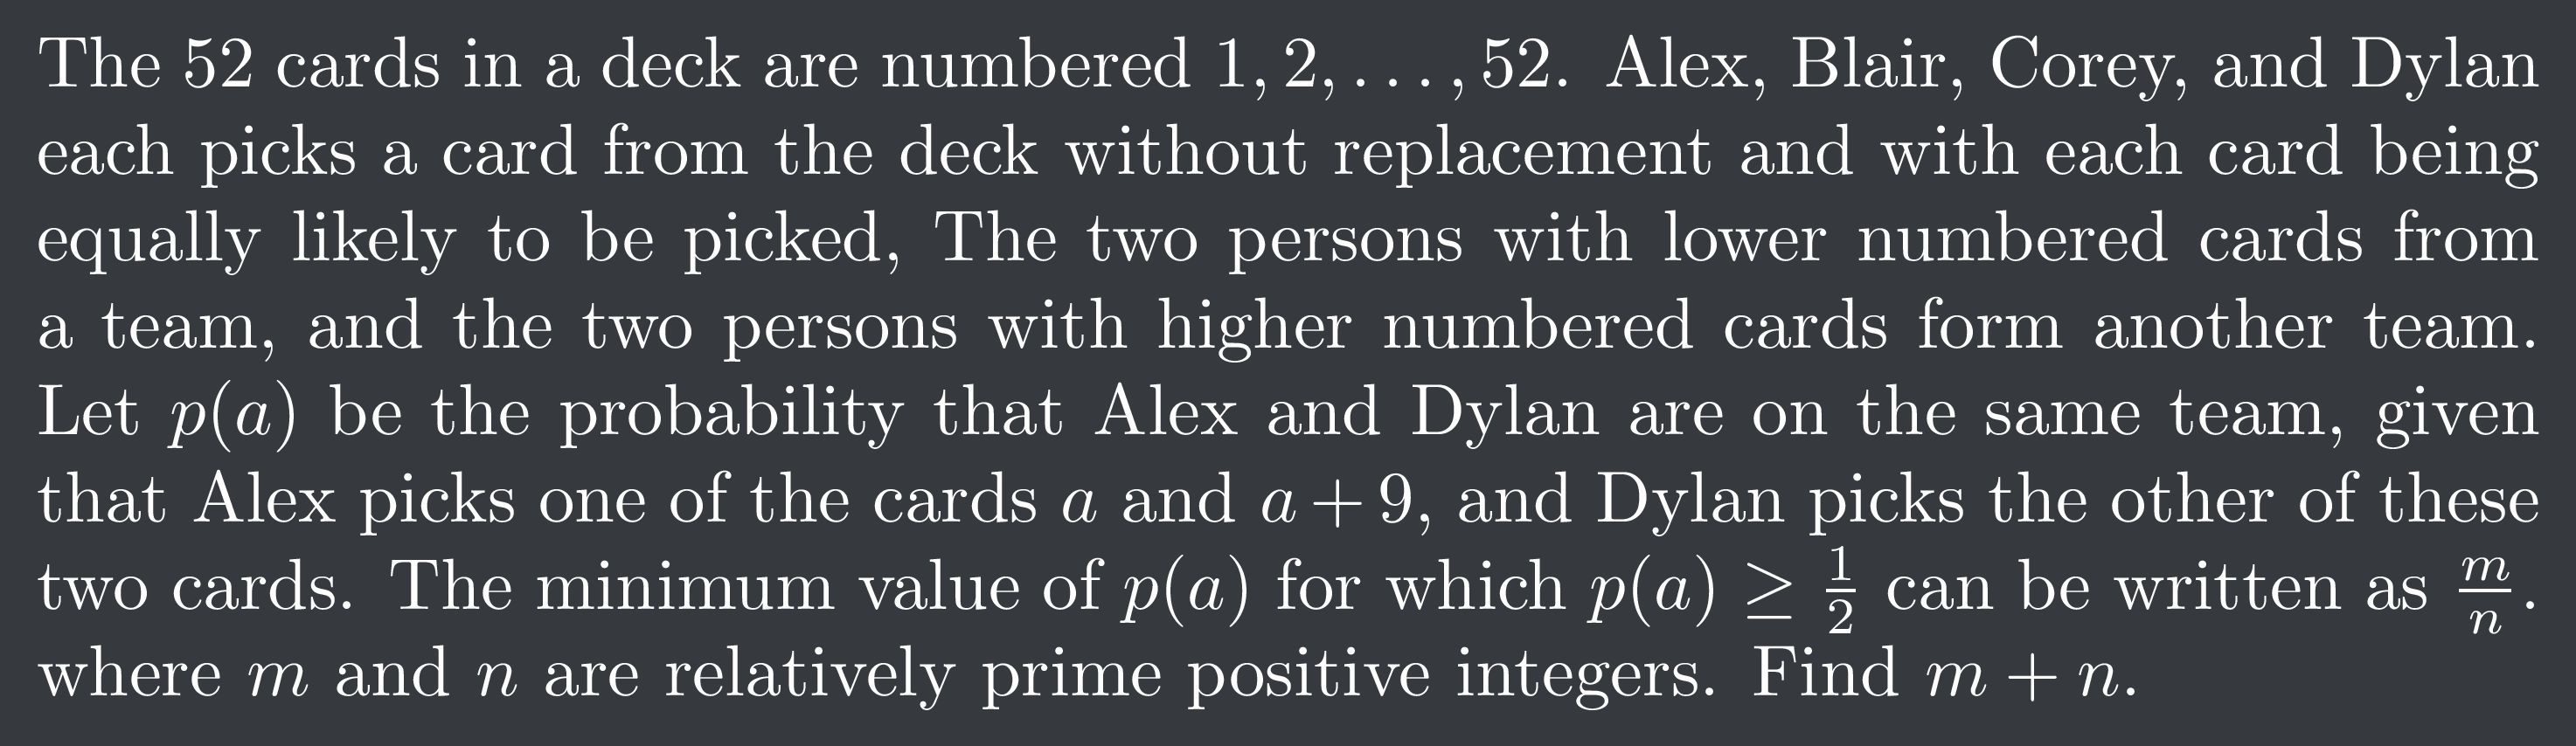 The 52 cards in a deck are numbered 1, 2, . . . , 52. Alex, Blair, Corey, and Dylan
each picks a card from the deck without replacement and with each card being
equally likely to be picked, The two persons with lower numbered cards from
a team, and the two persons with higher numbered cards form another team.
Let p(a) be the probability that Alex and Dylan are on the same team, given
that Alex picks one of the cards a and a + 9, and Dylan picks the other of these
two cards. The minimum value of p(a) for which p(a) ≥ 1/2 can be written as m/n.
where m and n are relatively prime positive integers. Find m + n.